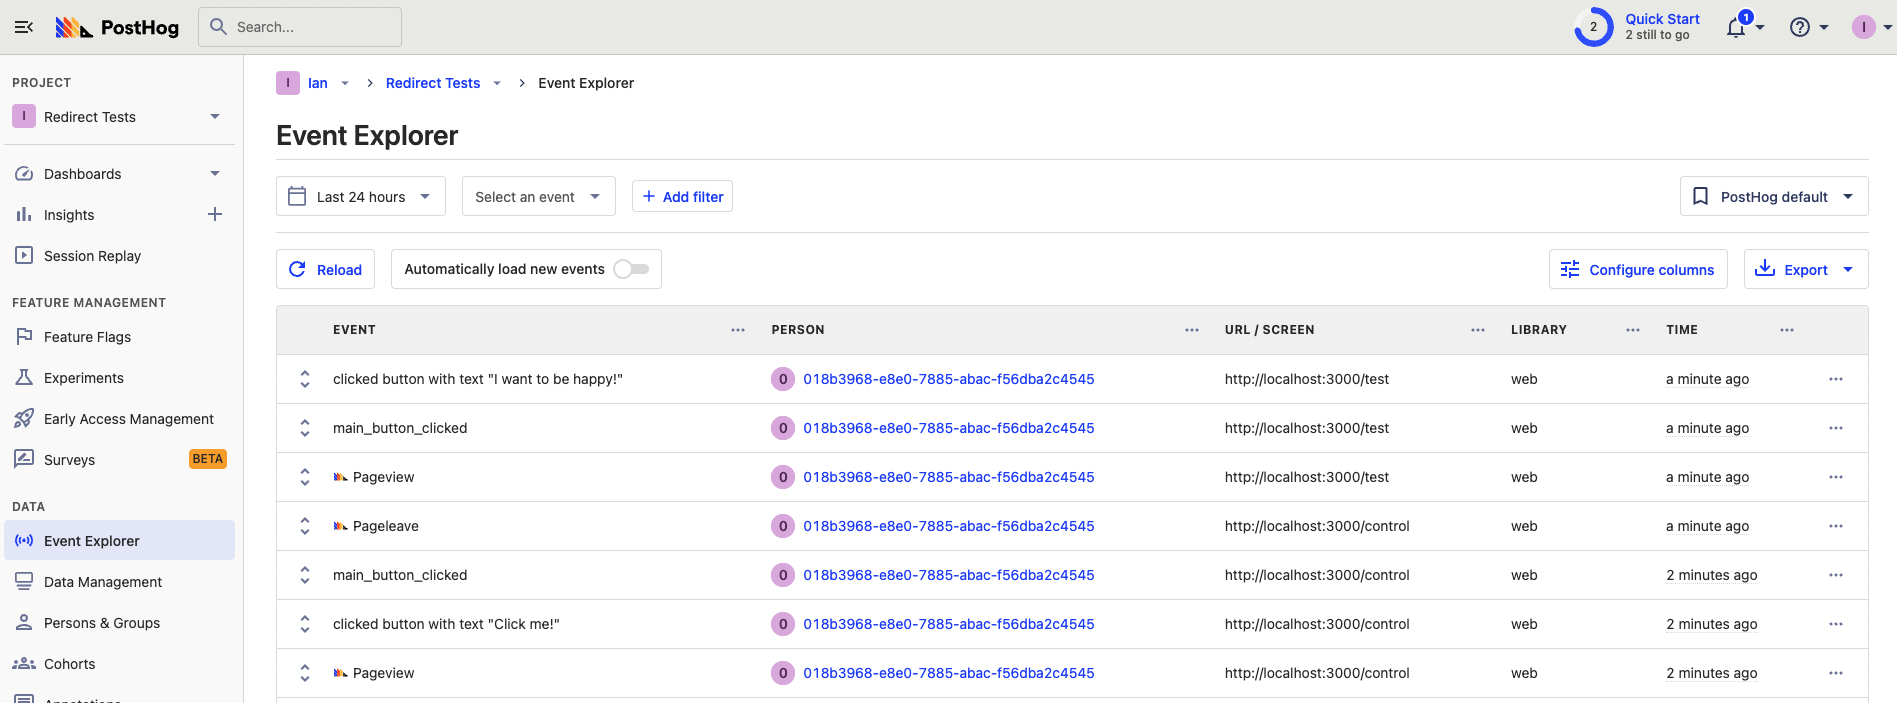 PostHog
Search...
2
Quick Start
2 still to go
1
I
PROJECT
I Redirect Tests
Dashboards
Insights
Session Replay
FEATURE MANAGEMENT
Feature Flags
Experiments
Early Access Management
Surveys BETA
DATA
Event Explorer
Data Management
Persons & Groups
Cohorts
Annotations
I Ian > Redirect Tests > Event Explorer
Event Explorer
Last 24 hours Select an event + Add filter PostHog default
Reload Automatically load new events Configure columns Export
EVENT ... PERSON ... URL / SCREEN ... LIBRARY ... TIME ...
clicked button with text "I want to be happy!" 0 018b3968-e8e0-7885-abac-f56dba2c4545 http://localhost:3000/test web a minute ago ...
main_button_clicked 0 018b3968-e8e0-7885-abac-f56dba2c4545 http://localhost:3000/test web a minute ago ...
Pageview 0 018b3968-e8e0-7885-abac-f56dba2c4545 http://localhost:3000/test web a minute ago ...
Pageleave 0 018b3968-e8e0-7885-abac-f56dba2c4545 http://localhost:3000/control web a minute ago ...
main_button_clicked 0 018b3968-e8e0-7885-abac-f56dba2c4545 http://localhost:3000/control web 2 minutes ago ...
clicked button with text "Click me!" 0 018b3968-e8e0-7885-abac-f56dba2c4545 http://localhost:3000/control web 2 minutes ago ...
Pageview 0 018b3968-e8e0-7885-abac-f56dba2c4545 http://localhost:3000/control web 2 minutes ago ...